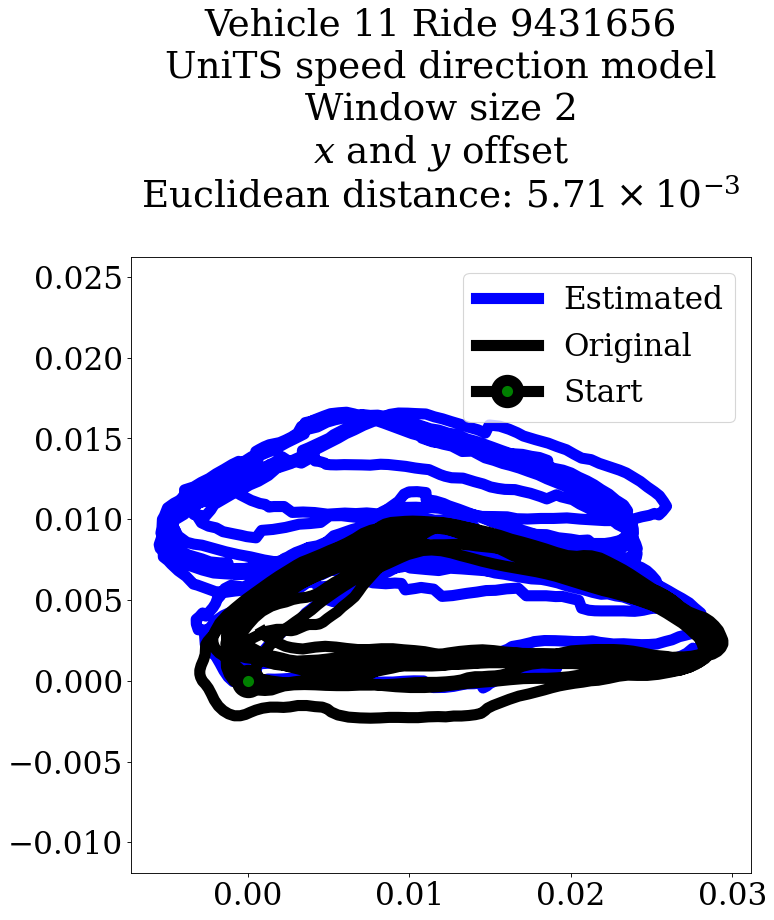 Vehicle 11 Ride 9431656
UniTS speed direction model
Window size 2
x and y offset
Euclidean distance: 5.71 × 10⁻³
Estimated
Original
Start
0.025
0.020
0.015
0.010
0.005
0.000
−0.005
−0.010
0.00 0.01 0.02 0.03